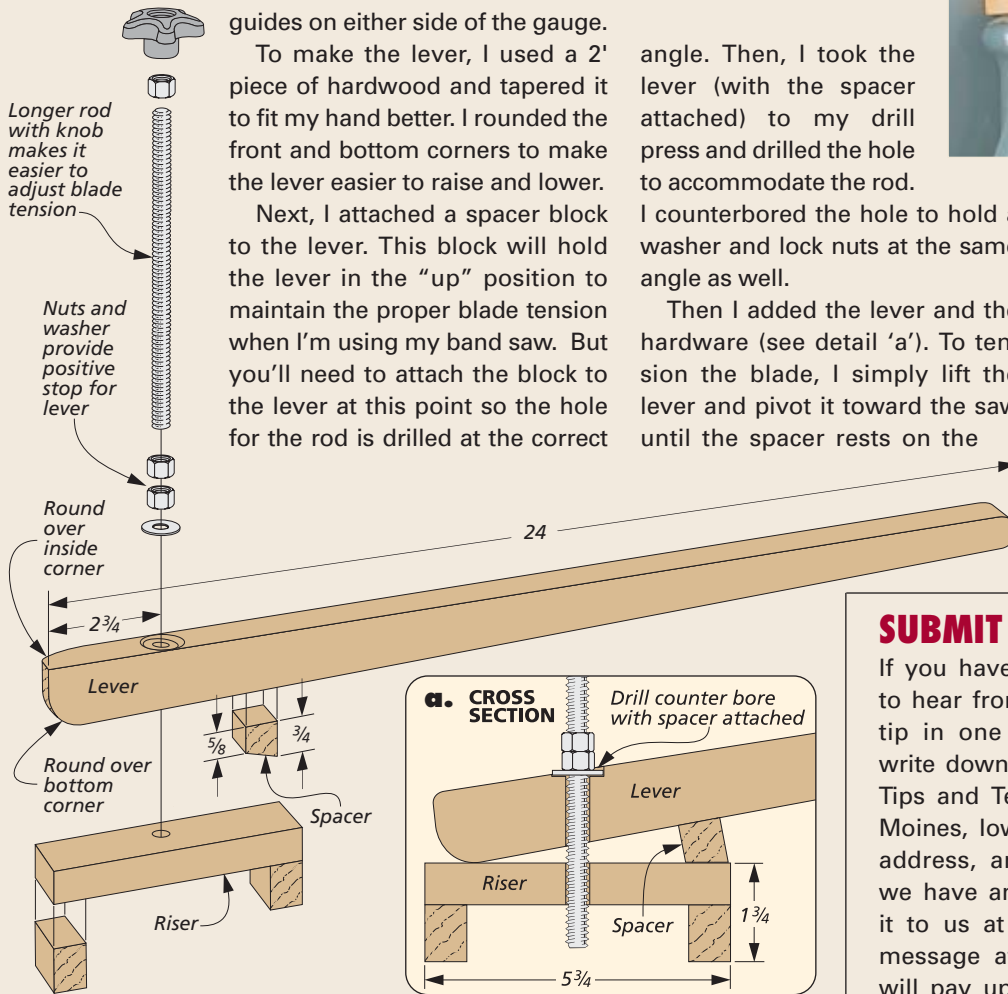 guides on either side of the gauge.
To make the lever, I used a 2'
piece of hardwood and tapered it
to fit my hand better. I rounded the
front and bottom corners to make
the lever easier to raise and lower.
Next, I attached a spacer block
to the lever. This block will hold
the lever in the “up” position to
maintain the proper blade tension
when I’m using my band saw. But
you’ll need to attach the block to
the lever at this point so the hole
for the rod is drilled at the correct
angle. Then, I took the
lever (with the spacer
attached) to my drill
press and drilled the hole
to accommodate the rod.
I counterbored the hole to hold
washer and lock nuts at the same
angle as well.
Then I added the lever and the
hardware (see detail ‘a’). To ten
sion the blade, I simply lift the
lever and pivot it toward the saw
until the spacer rests on the
Longer rod
with knob
makes it
easier to
adjust blade
tension
Nuts and
washer
provide
positive
stop for
lever
Round
over
inside
corner
24
2¾
Lever
⅝
¾
Round over
bottom
corner
Spacer
Riser
a. CROSS
SECTION
Drill counter bore
with spacer attached
Lever
Riser
Spacer
1¾
5¾
SUBMIT
If you have
to hear from
tip in one
write down
Tips and Te
Moines, Iow
address, an
we have an
it to us at
message a
will pay up